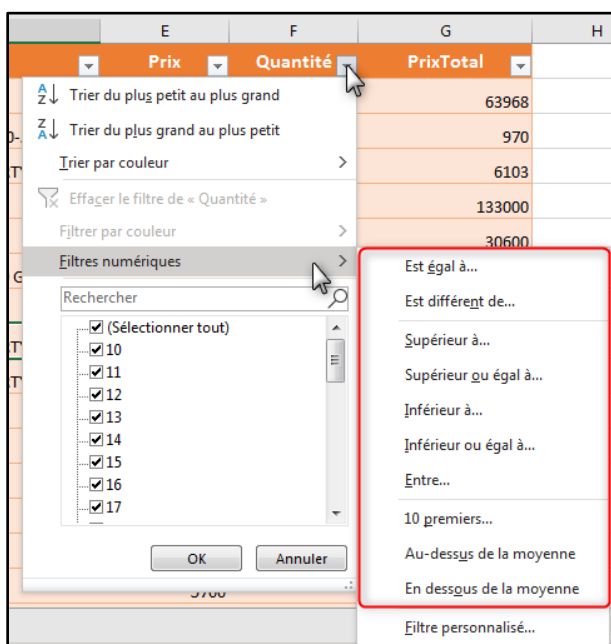 E F G H
Prix Quantité PrixTotal
Trier du plus petit au plus grand
63968
Trier du plus grand au plus petit
970
Trier par couleur
6103
Effacer le filtre de « Quantité »
133000
Filtrer par couleur
30600
Filtres numériques
Est égal à...
Rechercher
Est différent de...
(Sélectionner tout)
Supérieur à...
10
11
Supérieur ou égal à...
12
Inférieur à...
13
14
Inférieur ou égal à...
15
16
Entre...
17
10 premiers...
OK Annuler
Au-dessus de la moyenne
En dessous de la moyenne
Filtre personnalisé...